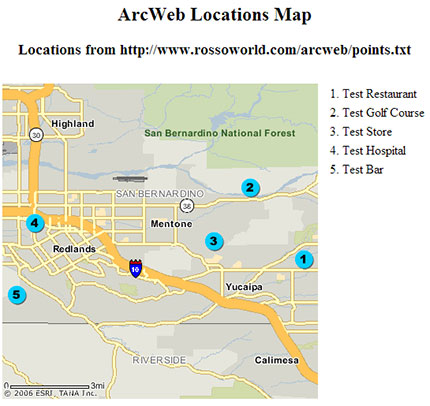 ArcWeb Locations Map
Locations from http://www.rossoworld.com/arcweb/points.txt
1. Test Restaurant
2. Test Golf Course
3. Test Store
4. Test Hospital
5. Test Bar
Highland
30
San Bernardino National Forest
SAN BERNARDINO
2
38
4
Mentone
3
Redlands
1
10
5
Yucaipa
RIVERSIDE
Calimesa
0 3mi
© 2006 ESRI, TANA Inc.